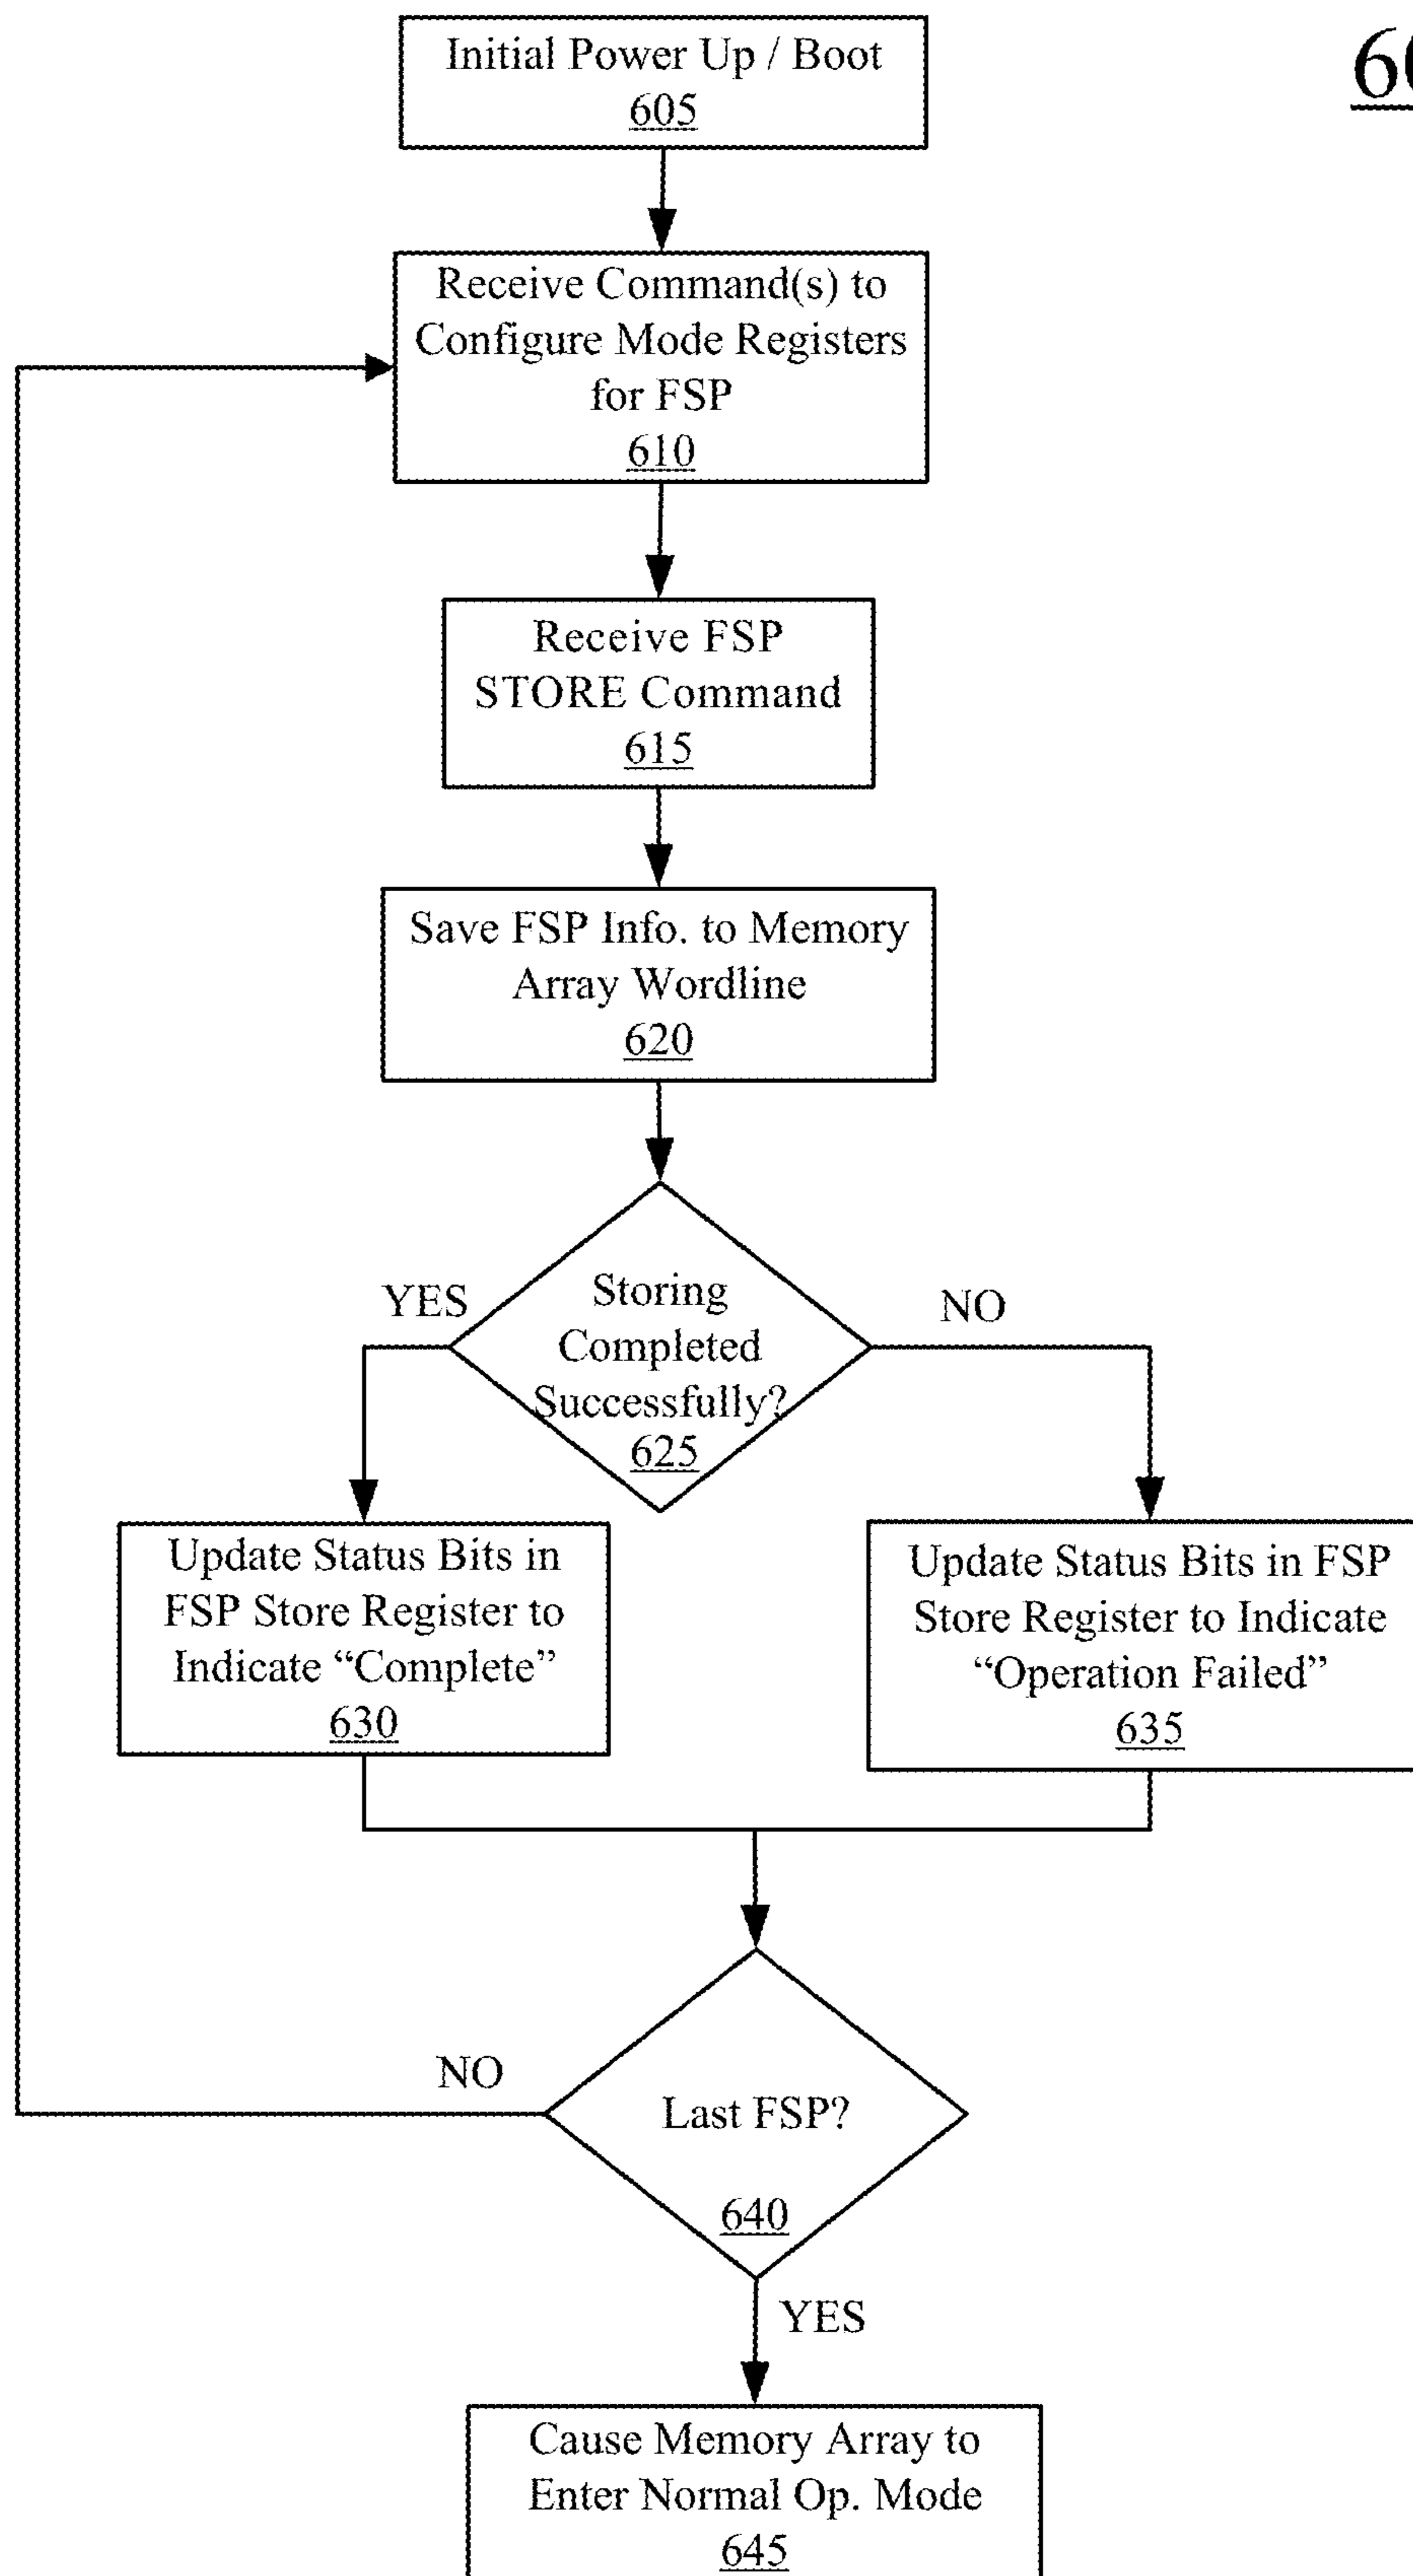 Initial Power Up / Boot
605
Receive Command(s) to
Configure Mode Registers
for FSP
610
Receive FSP
STORE Command
615
Save FSP Info. to Memory
Array Wordline
620
YES
NO
Storing
Completed
Successfully?
625
Update Status Bits in
FSP Store Register to
Indicate “Complete”
630
Update Status Bits in FSP
Store Register to Indicate
“Operation Failed”
635
NO
Last FSP?
640
YES
Cause Memory Array to
Enter Normal Op. Mode
645